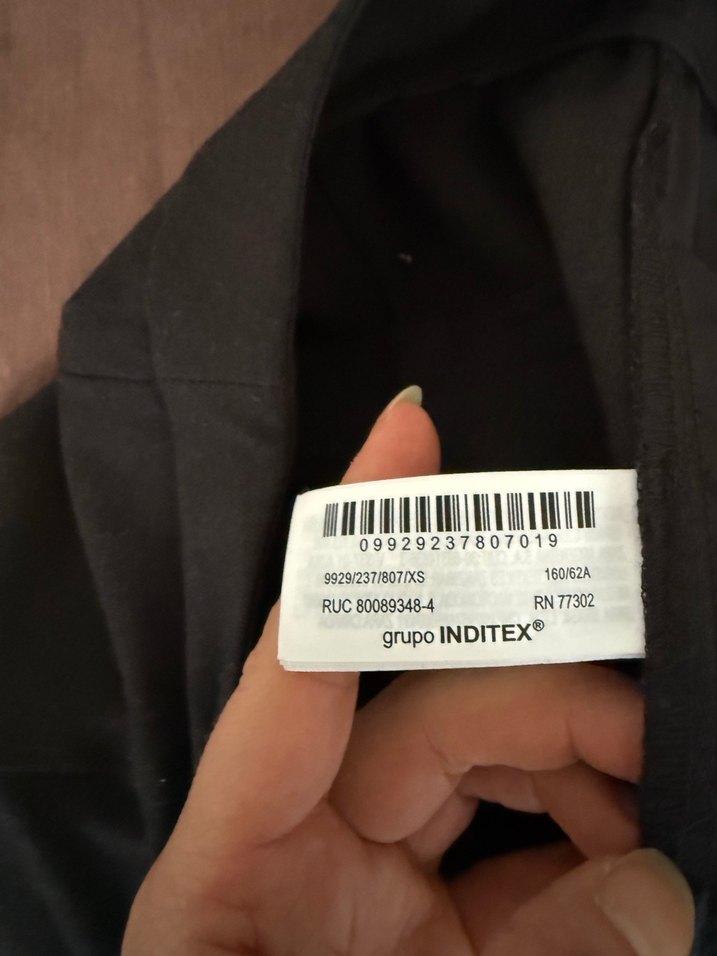 09929237807019
9929/237/807/XS 160/62A
RUC 80089348-4 RN 77302
grupo INDITEX®